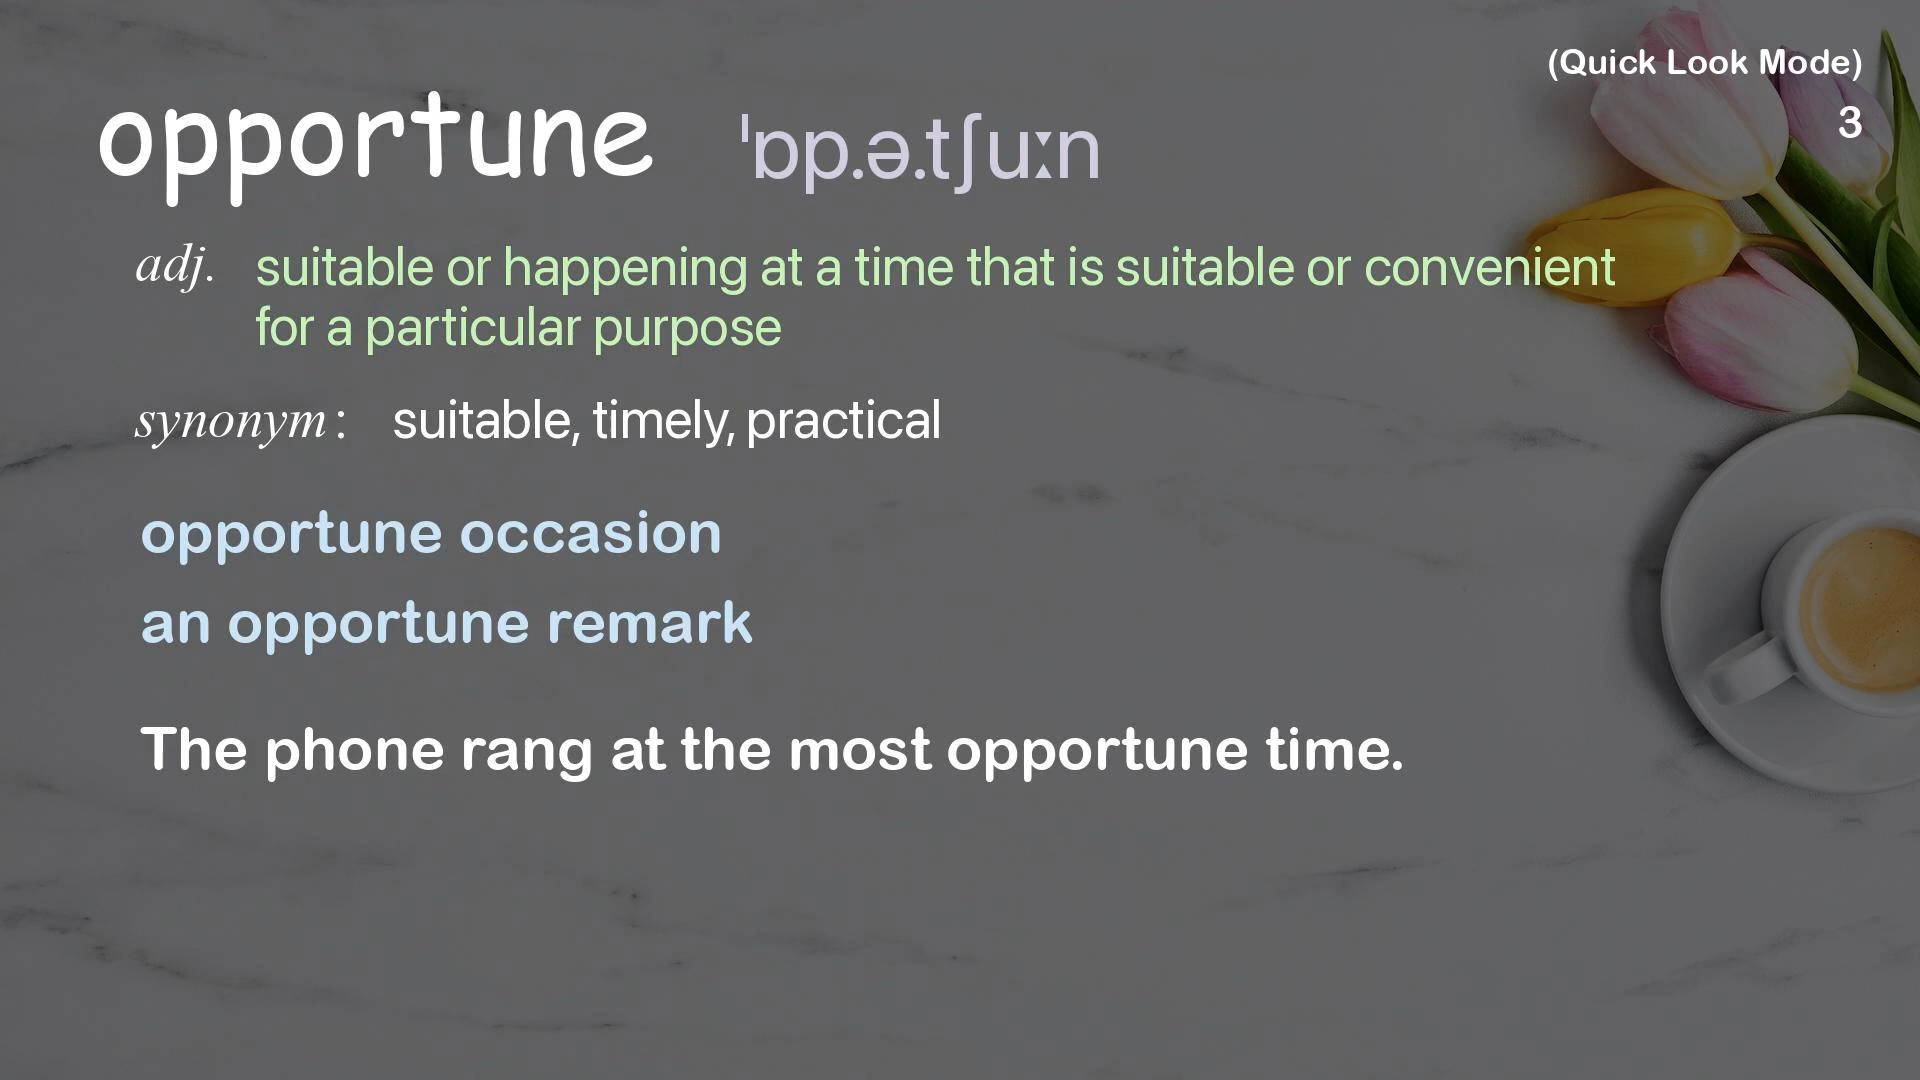 (Quick Look Mode)
3
opportune ˈɒp.ə.tʃuːn
adj. suitable or happening at a time that is suitable or convenient
for a particular purpose
synonym: suitable, timely, practical
opportune occasion
an opportune remark
The phone rang at the most opportune time.